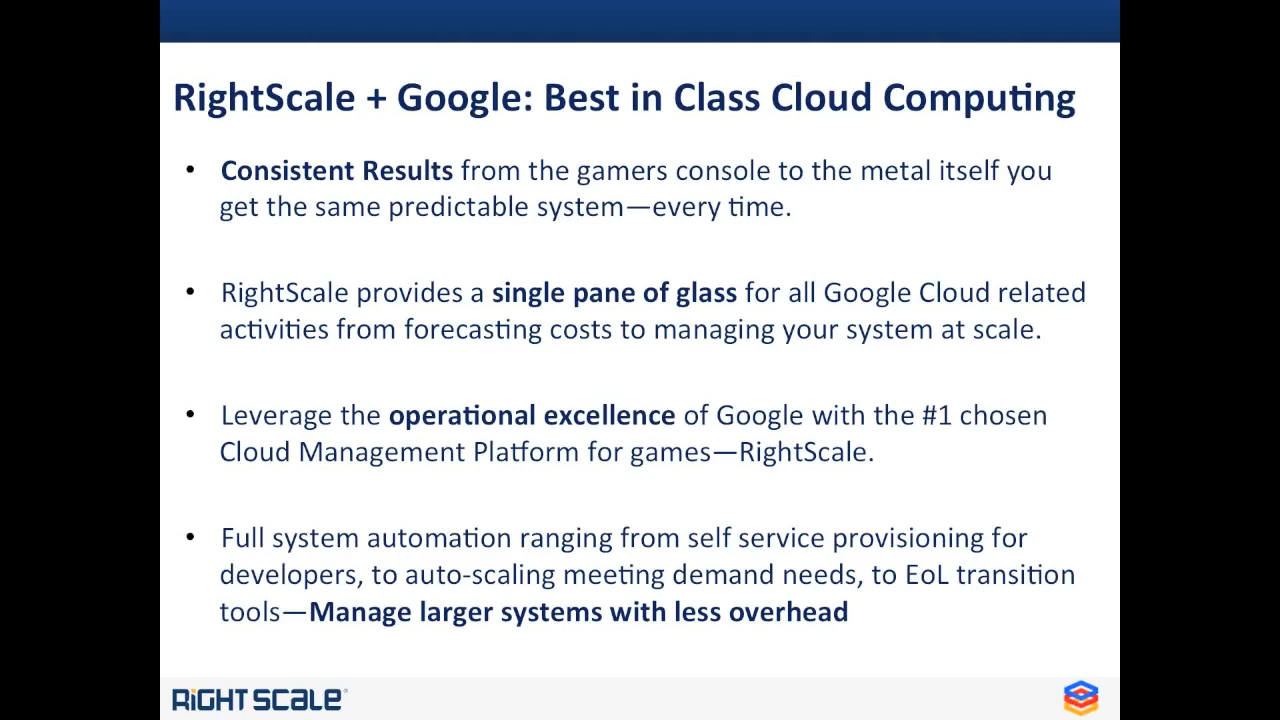 RightScale + Google: Best in Class Cloud Computing
• Consistent Results from the gamers console to the metal itself you
get the same predictable system—every time.
• RightScale provides a single pane of glass for all Google Cloud related
activities from forecasting costs to managing your system at scale.
• Leverage the operational excellence of Google with the #1 chosen
Cloud Management Platform for games—RightScale.
• Full system automation ranging from self service provisioning for
developers, to auto-scaling meeting demand needs, to EoL transition
tools—Manage larger systems with less overhead
RIGHTSCALE